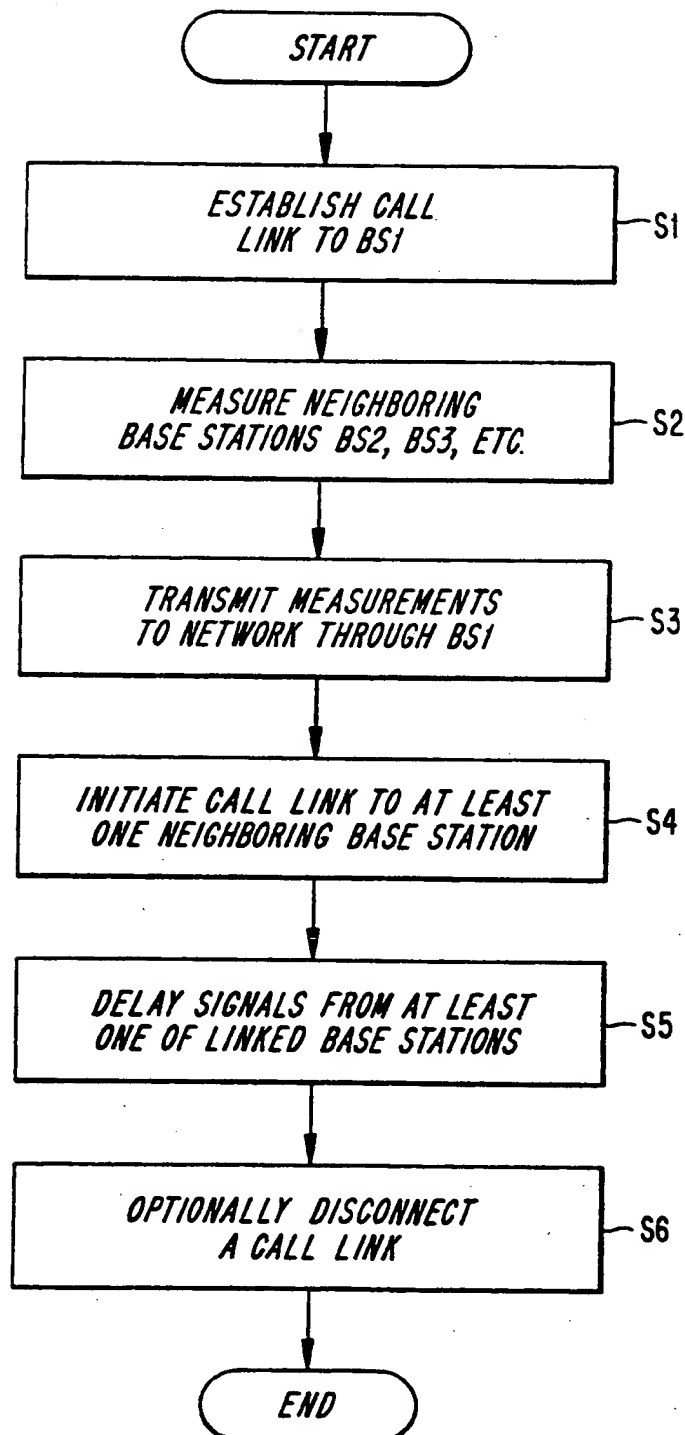 START
ESTABLISH CALL
LINK TO BS1
S1
MEASURE NEIGHBORING
BASE STATIONS BS2, BS3, ETC.
S2
TRANSMIT MEASUREMENTS
TO NETWORK THROUGH BS1
S3
INITIATE CALL LINK TO AT LEAST
ONE NEIGHBORING BASE STATION
S4
DELAY SIGNALS FROM AT LEAST
ONE OF LINKED BASE STATIONS
S5
OPTIONALLY DISCONNECT
A CALL LINK
S6
END